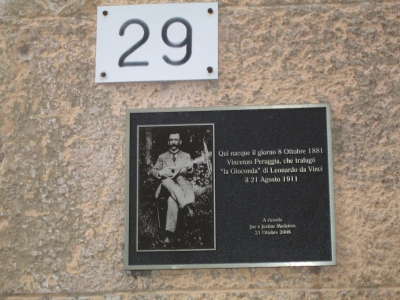 29
Qui nacque il giorno 8 Ottobre 1881
Vincenzo Peruggia, che trafugò
"la Gioconda" di Leonardo da Vinci
il 21 Agosto 1911
A ricordo
Joe e Justine Medeiros
21 Ottobre 2008